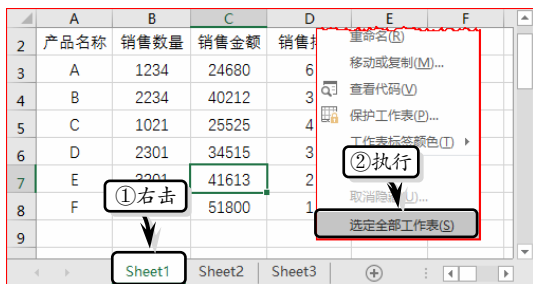 A B C D E F
2 产品名称 销售数量 销售金额 销售 重命名(R)
3 A 1234 24680 6 移动或复制(M)...
4 B 2234 40212 3 查看代码(V)
5 C 1021 25525 4 保护工作表(P)...
6 D 2301 34515 3 工作表标签颜色(T)
②执行
7 E 41613 2
①右击
取消隐藏(U)...
8 F 51800 1
选定全部工作表(S)
9
Sheet1 Sheet2 Sheet3